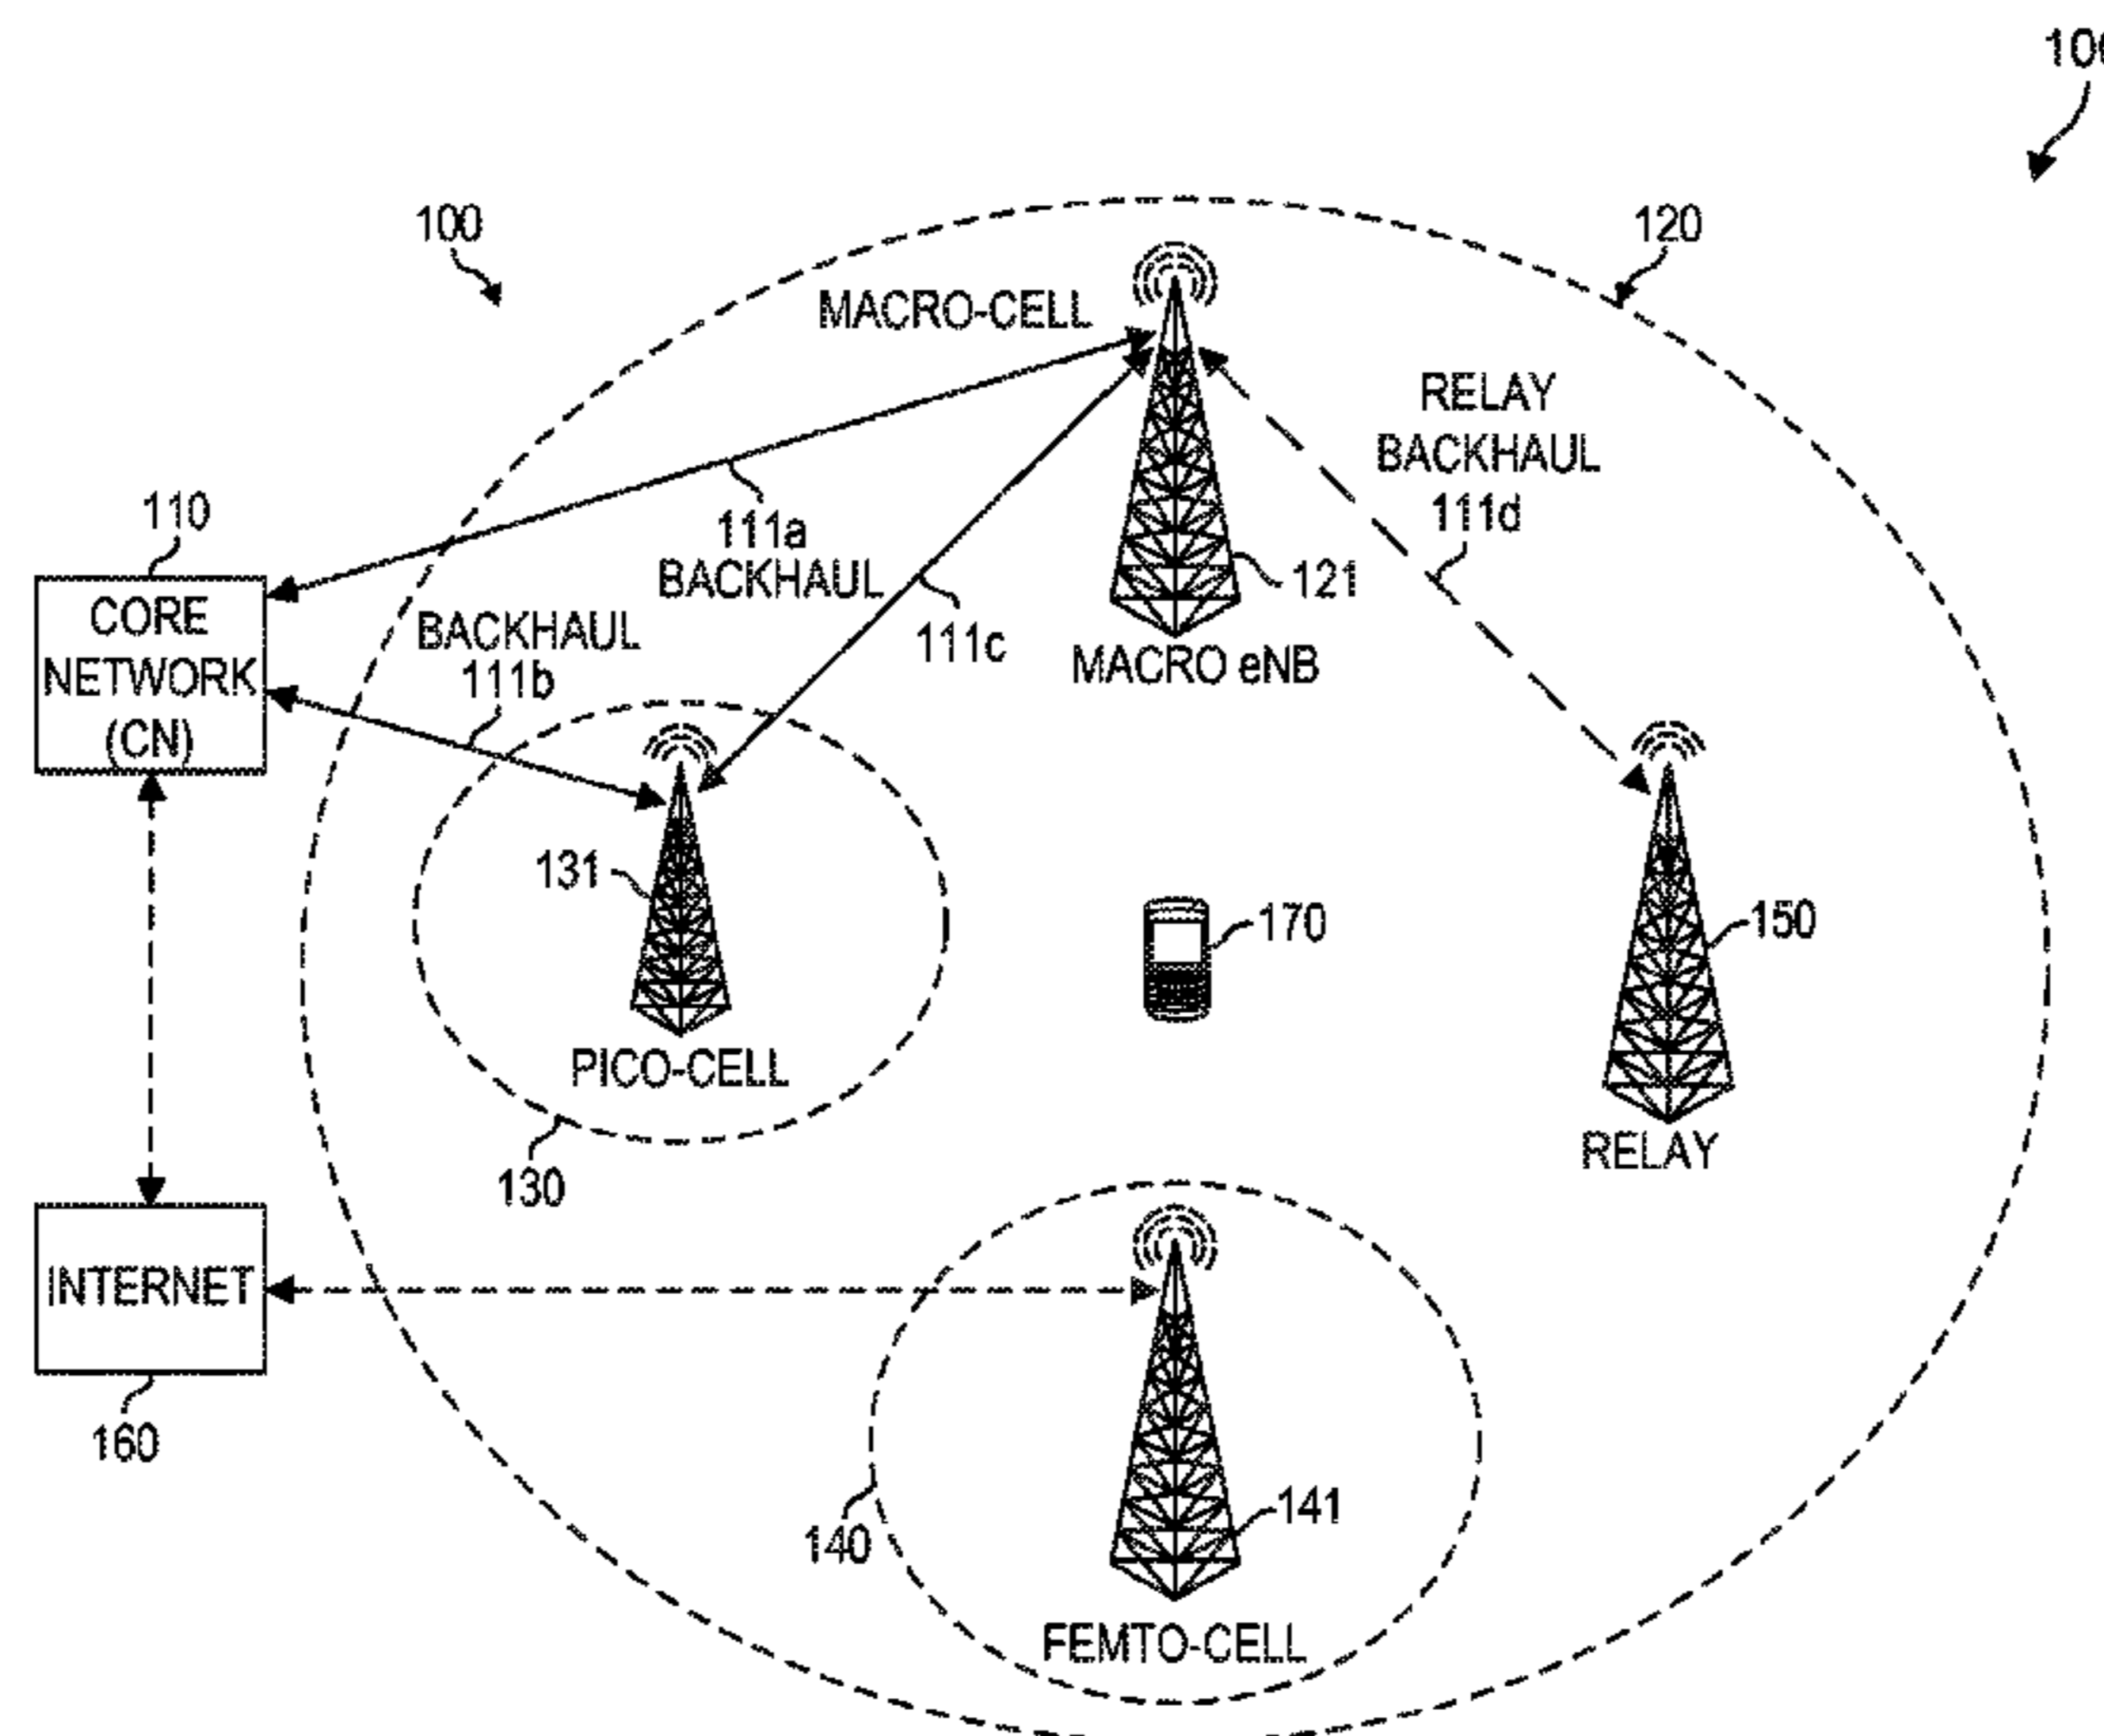 100
120
MACRO-CELL
RELAY
BACKHAUL
111d
110
111a
BACKHAUL
CORE
NETWORK
(CN)
BACKHAUL
111b
111c
121
MACRO eNB
131
170
150
PICO-CELL
RELAY
130
INTERNET
160
140
141
FEMTO-CELL